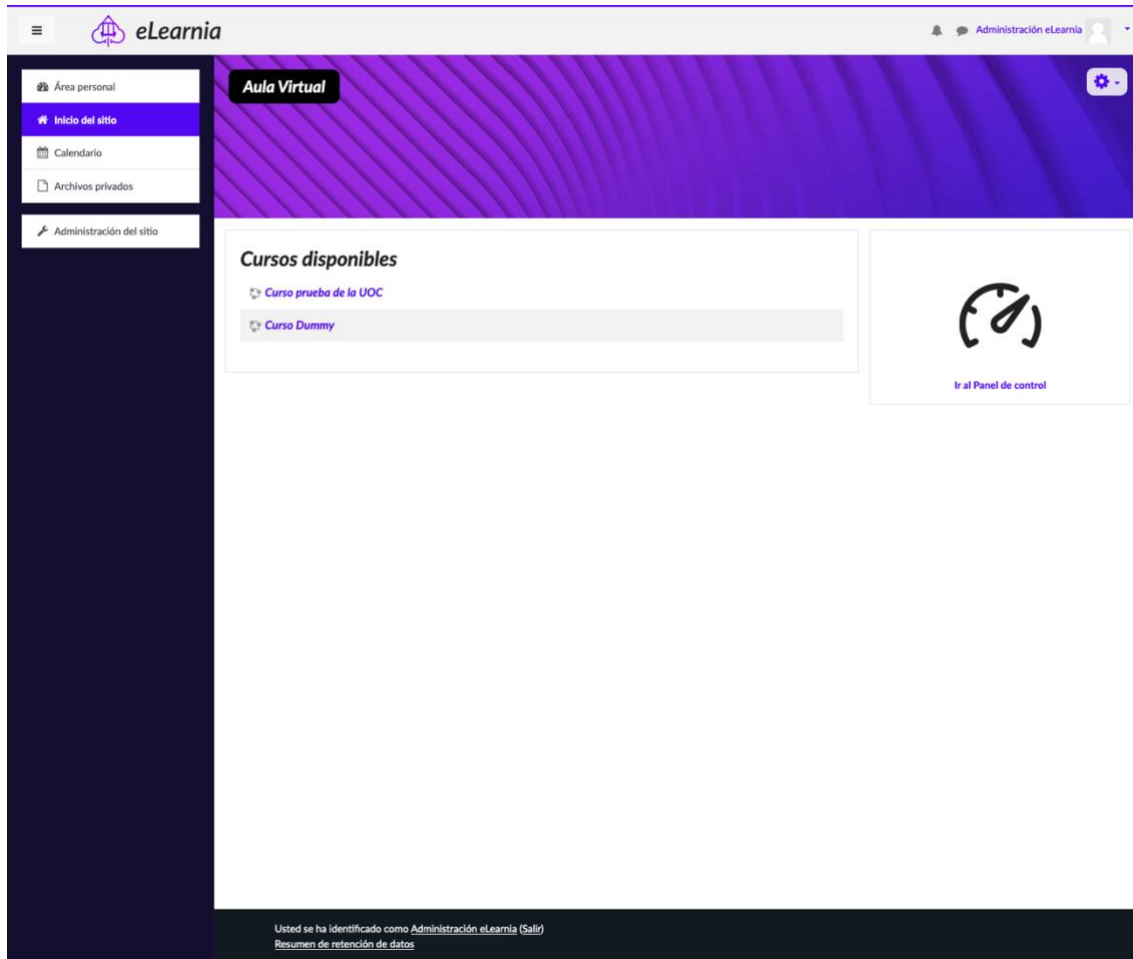 eLearnia
Administración eLearnia
Área personal
Inicio del sitio
Calendario
Archivos privados
Administración del sitio
Aula Virtual
Cursos disponibles
Curso prueba de la UOC
Curso Dummy
Ir al Panel de control
Usted se ha identificado como Administración eLearnia (Salir)
Resumen de retención de datos